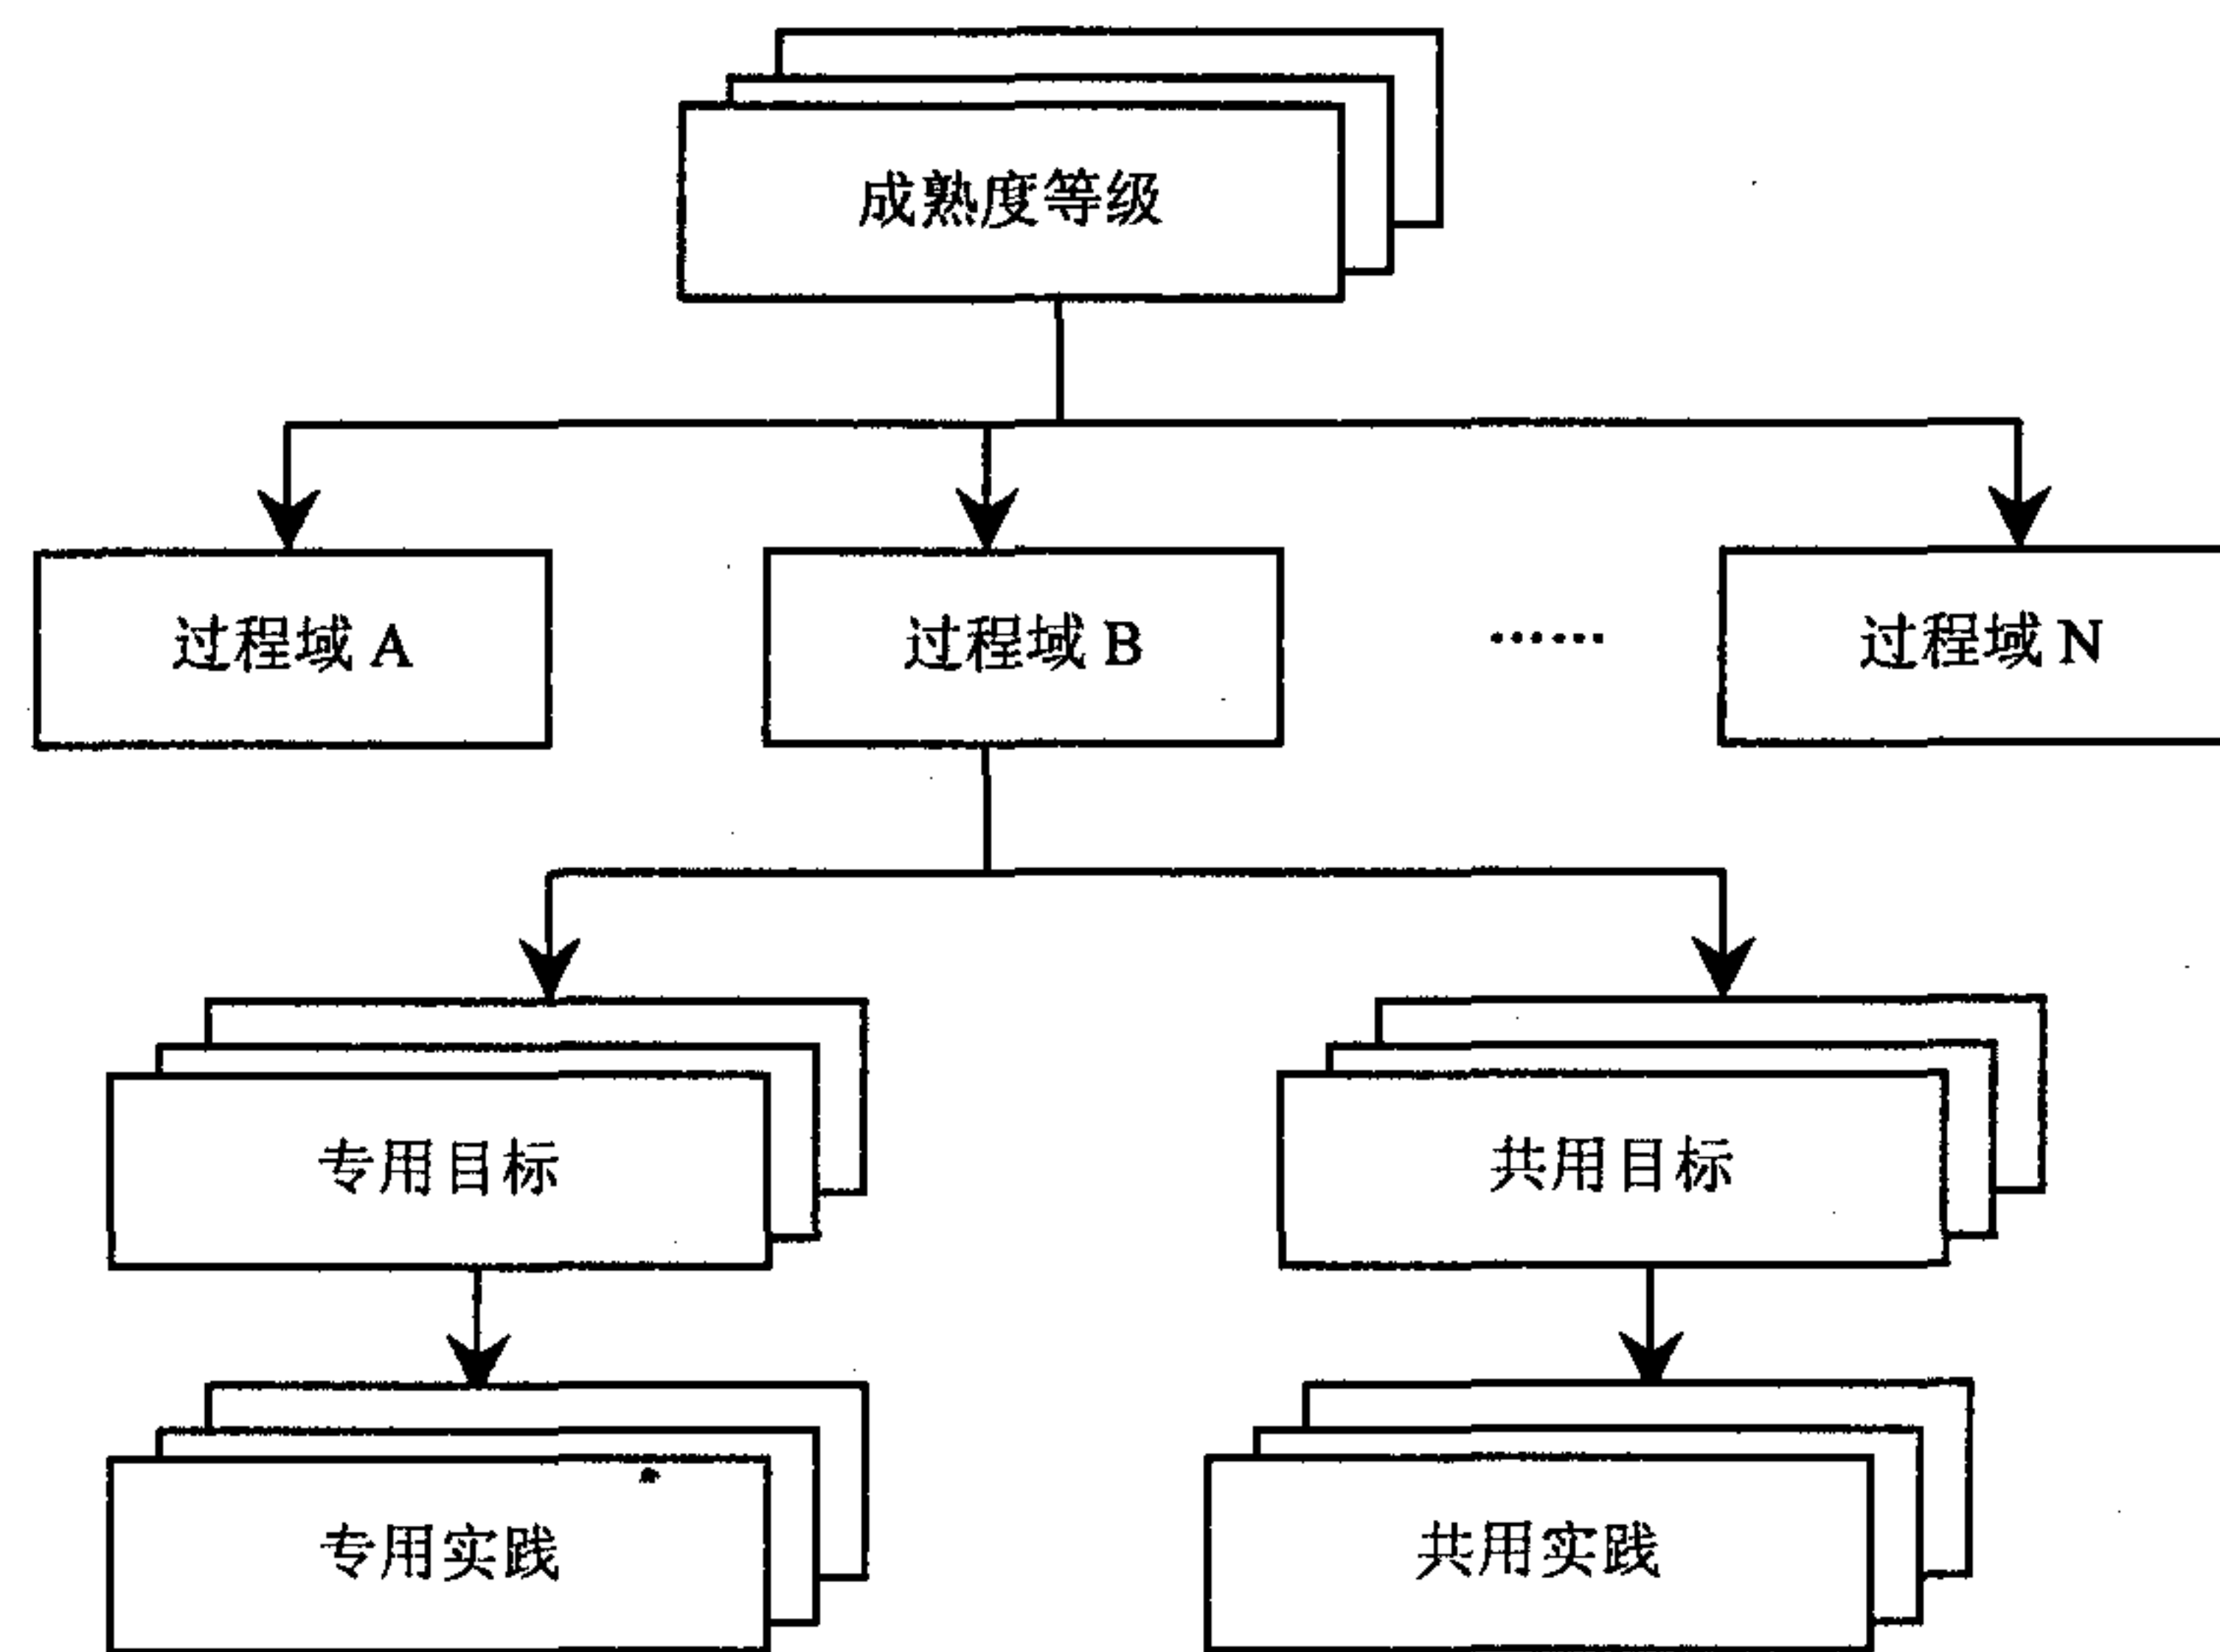 成熟度等级
过程域 A
过程域 B
……
过程域 N
专用目标
共用目标
专用实践
共用实践